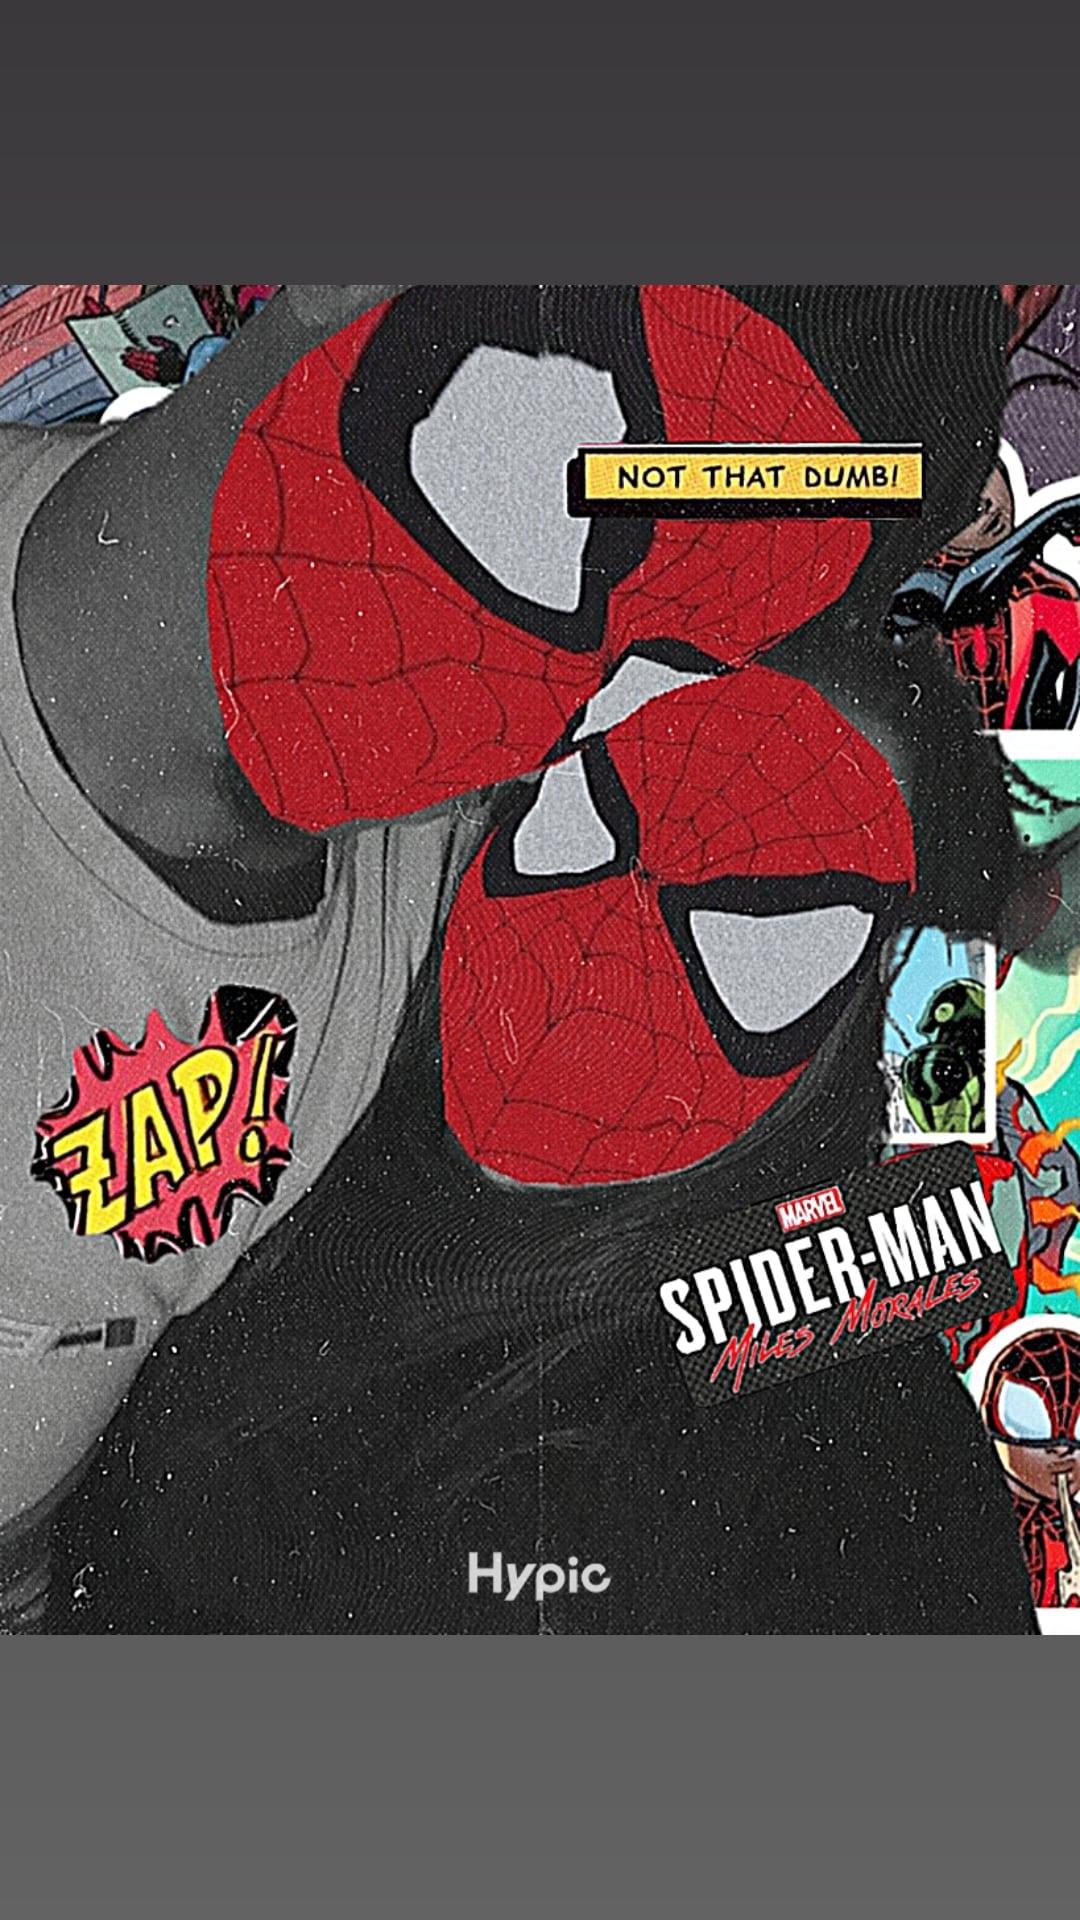 NOT THAT DUMB!
ZAP!
MARVEL
SPIDER-MAN
MILES MORALES
Hypic